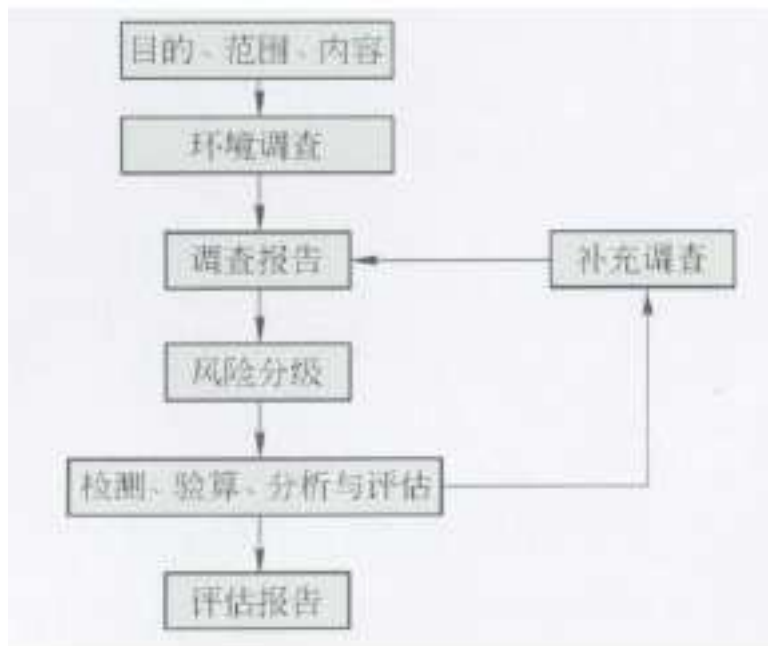 目的、范围、内容
环境调查
调查报告
补充调查
风险分级
检测、验算、分析与评估
评估报告